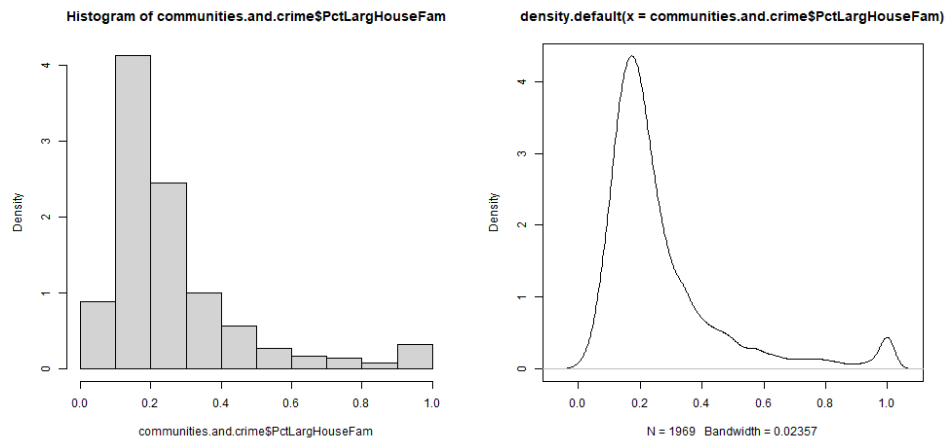 Histogram of communities.and.crime$PctLargHouseFam
Density
4
3
2
1
0
0.0 0.2 0.4 0.6 0.8 1.0
communities.and.crime$PctLargHouseFam
density.default(x = communities.and.crime$PctLargHouseFam)
Density
4
3
2
1
0
0.0 0.2 0.4 0.6 0.8 1.0
N = 1969 Bandwidth = 0.02357